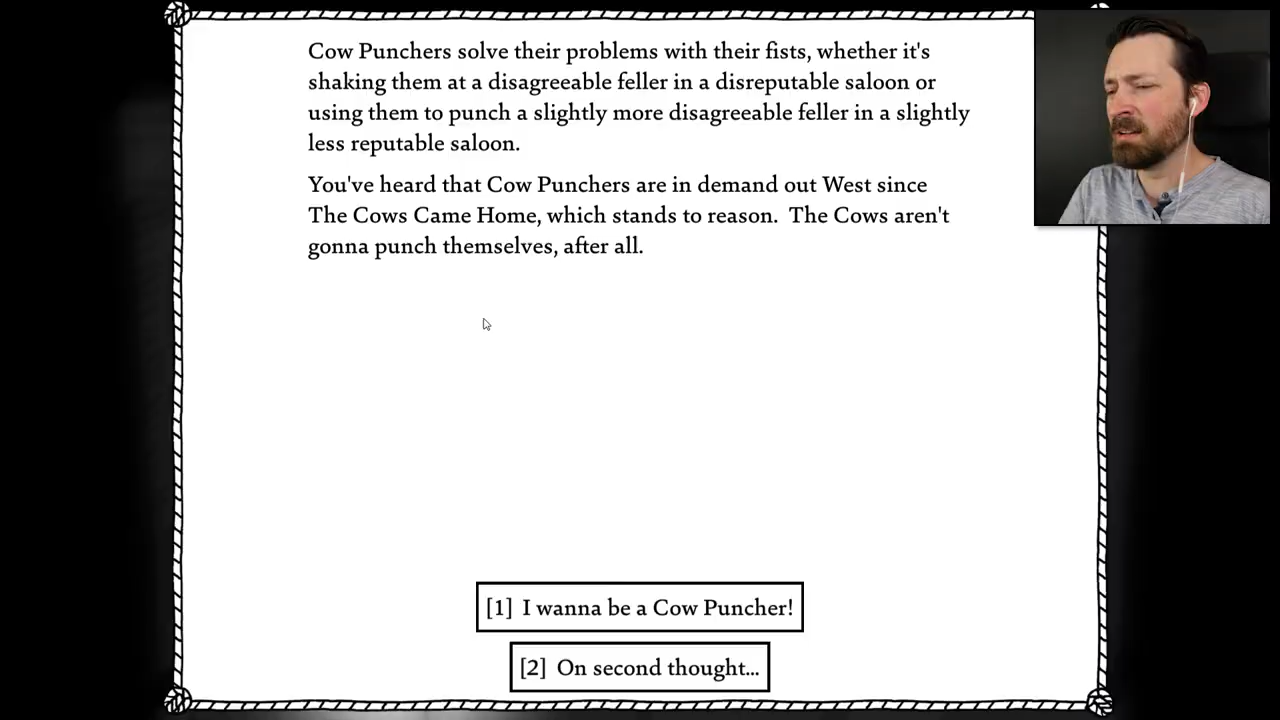 Cow Punchers solve their problems with their fists, whether it's
shaking them at a disagreeable feller in a disreputable saloon or
using them to punch a slightly more disagreeable feller in a slightly
less reputable saloon.
You've heard that Cow Punchers are in demand out West since
The Cows Came Home, which stands to reason.  The Cows aren't
gonna punch themselves, after all.
[1] I wanna be a Cow Puncher!
[2] On second thought...